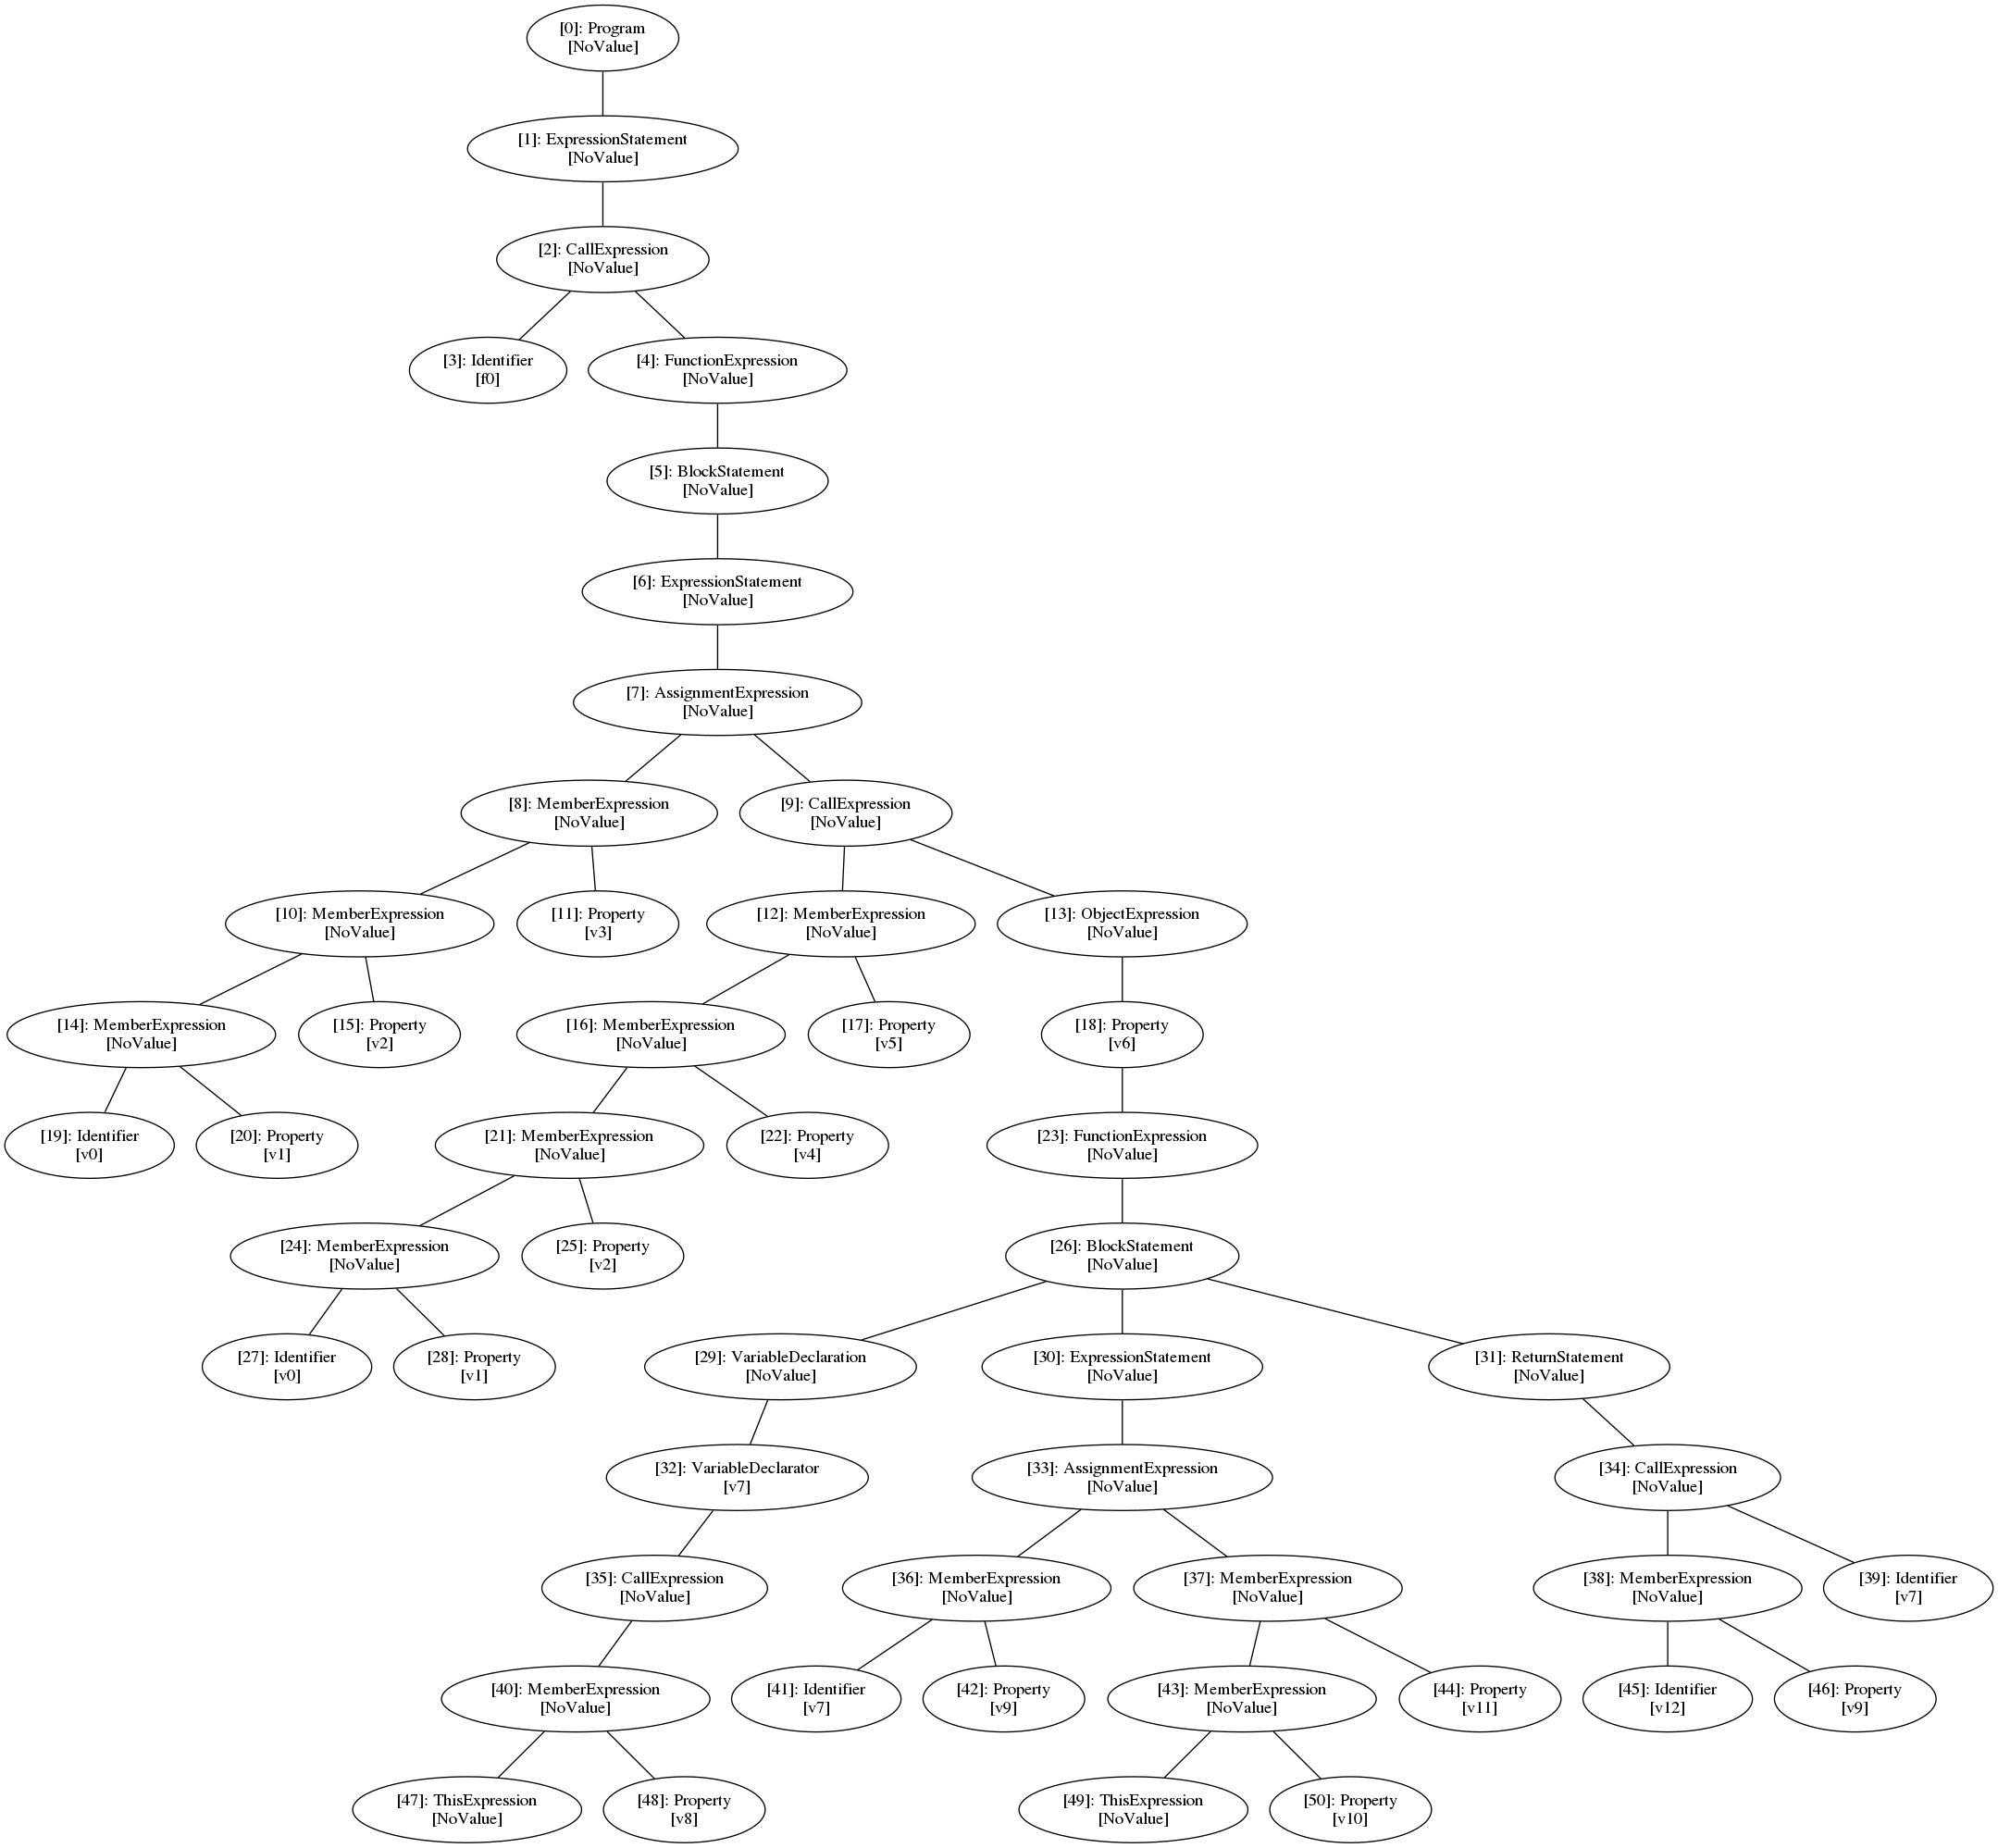 [0]: Program
[NoValue]
[1]: ExpressionStatement
[NoValue]
[2]: CallExpression
[NoValue]
[3]: Identifier
[f0]
[4]: FunctionExpression
[NoValue]
[5]: BlockStatement
[NoValue]
[6]: ExpressionStatement
[NoValue]
[7]: AssignmentExpression
[NoValue]
[8]: MemberExpression
[NoValue]
[9]: CallExpression
[NoValue]
[10]: MemberExpression
[NoValue]
[11]: Property
[v3]
[12]: MemberExpression
[NoValue]
[13]: ObjectExpression
[NoValue]
[14]: MemberExpression
[NoValue]
[15]: Property
[v2]
[16]: MemberExpression
[NoValue]
[17]: Property
[v5]
[18]: Property
[v6]
[19]: Identifier
[v0]
[20]: Property
[v1]
[21]: MemberExpression
[NoValue]
[22]: Property
[v4]
[23]: FunctionExpression
[NoValue]
[24]: MemberExpression
[NoValue]
[25]: Property
[v2]
[26]: BlockStatement
[NoValue]
[27]: Identifier
[v0]
[28]: Property
[v1]
[29]: VariableDeclaration
[NoValue]
[30]: ExpressionStatement
[NoValue]
[31]: ReturnStatement
[NoValue]
[32]: VariableDeclarator
[v7]
[33]: AssignmentExpression
[NoValue]
[34]: CallExpression
[NoValue]
[35]: CallExpression
[NoValue]
[36]: MemberExpression
[NoValue]
[37]: MemberExpression
[NoValue]
[38]: MemberExpression
[NoValue]
[39]: Identifier
[v7]
[40]: MemberExpression
[NoValue]
[41]: Identifier
[v7]
[42]: Property
[v9]
[43]: MemberExpression
[NoValue]
[44]: Property
[v11]
[45]: Identifier
[v12]
[46]: Property
[v9]
[47]: ThisExpression
[NoValue]
[48]: Property
[v8]
[49]: ThisExpression
[NoValue]
[50]: Property
[v10]